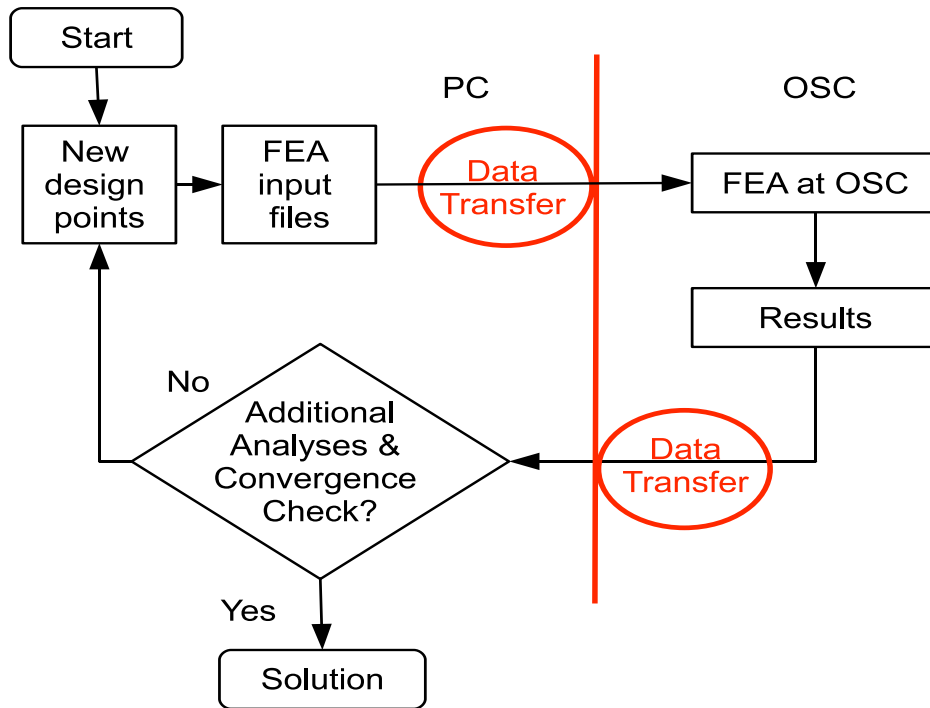 Start
PC
OSC
New
design
points
FEA
input
files
Data
Transfer
FEA at OSC
Results
No
Additional
Analyses &
Convergence
Check?
Data
Transfer
Yes
Solution